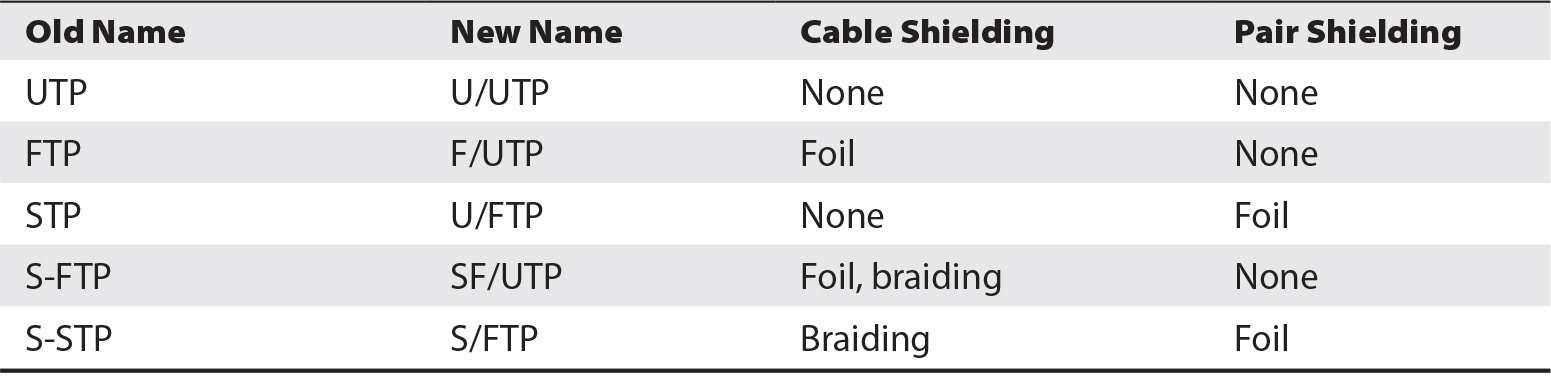 Old Name New Name Cable Shielding Pair Shielding
UTP U/UTP None None
FTP F/UTP Foil None
STP U/FTP None Foil
S-FTP SF/UTP Foil, braiding None
S-STP S/FTP Braiding Foil